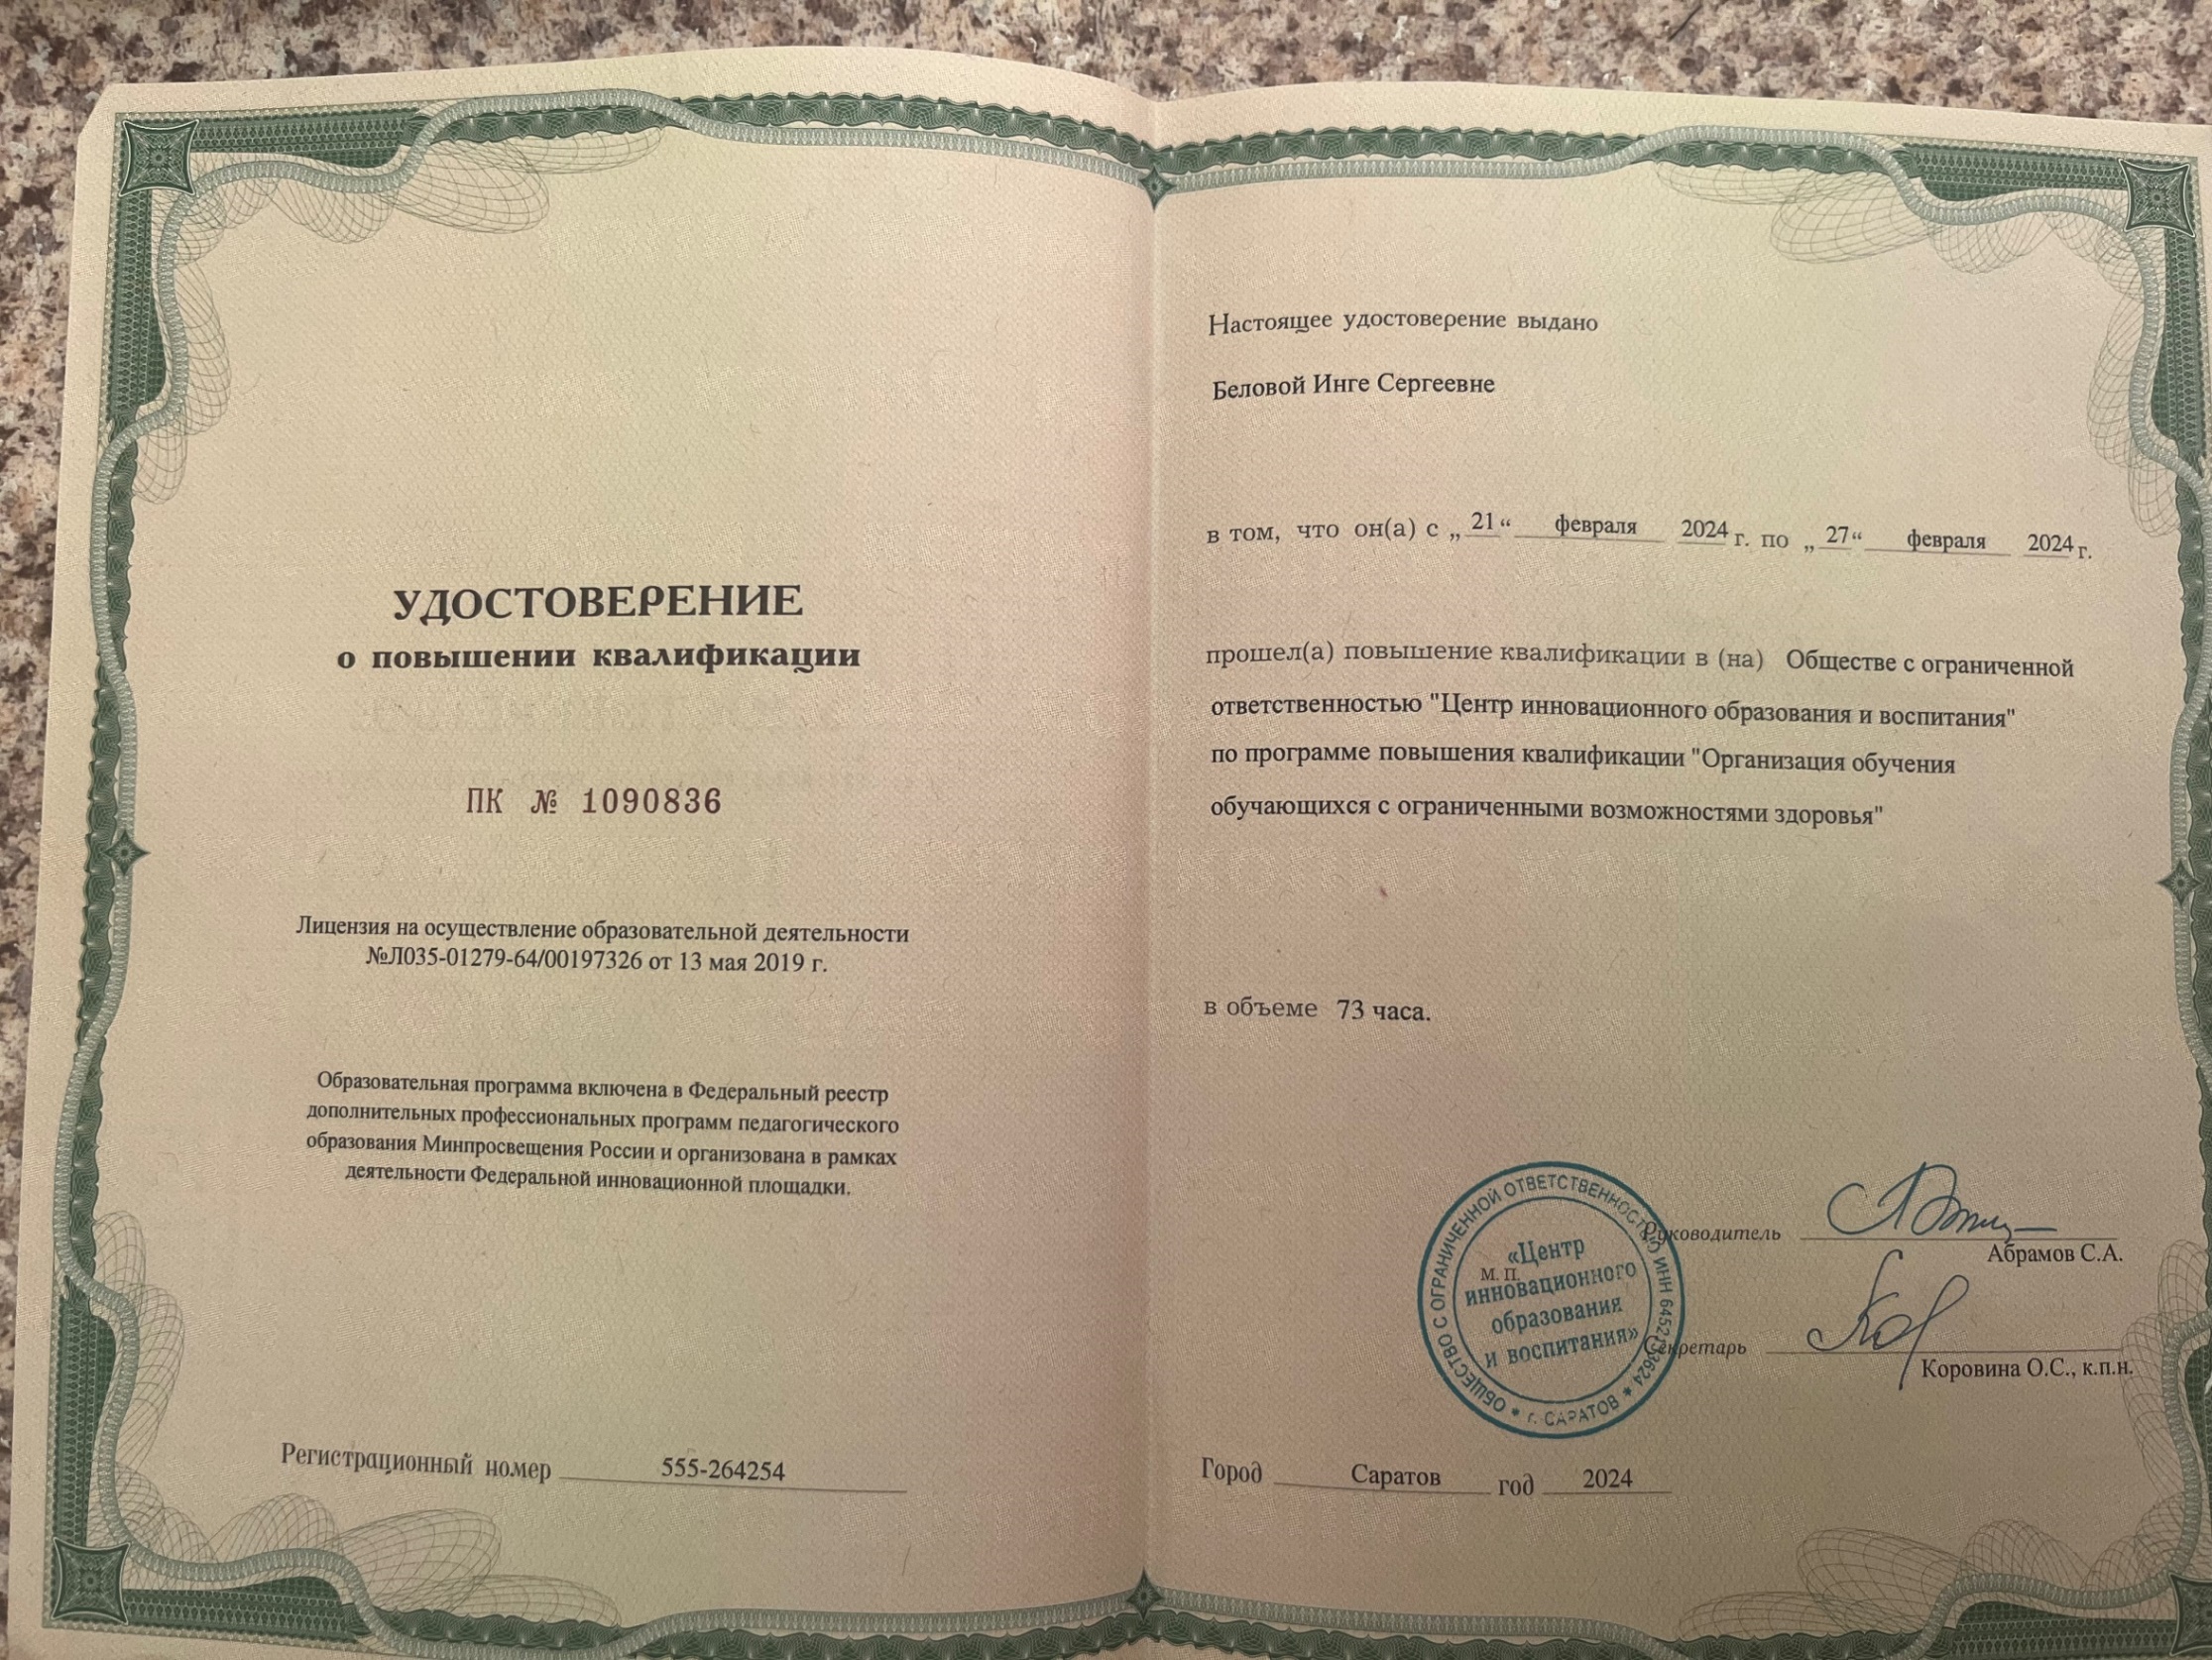 УДОСТОВЕРЕНИЕ
о повышении квалификации
ПК № 1090836
Лицензия на осуществление образовательной деятельности
№Л035-01279-64/00197326 от 13 мая 2019 г.
Образовательная программа включена в Федеральный реестр
дополнительных профессиональных программ педагогического
образования Минпросвещения России и организована в рамках
деятельности Федеральной инновационной площадки.
Регистрационный номер 555-264254
Настоящее удостоверение выдано
Беловой Инге Сергеевне
в том, что он(а) с „ 21 “ февраля 2024 г. по „ 27 “ февраля 2024 г.
прошел(а) повышение квалификации в (на) Обществе с ограниченной
ответственностью "Центр инновационного образования и воспитания"
по программе повышения квалификации "Организация обучения
обучающихся с ограниченными возможностями здоровья"
в объеме 73 часа.
Руководитель
Абрамов С.А.
М. П.
Секретарь
Коровина О.С., к.п.н.
ОБЩЕСТВО С ОГРАНИЧЕННОЙ ОТВЕТСТВЕННОСТЬЮ ИНН * г. САРАТОВ *
«Центр
инновационного
образования
и воспитания»
Город Саратов год 2024